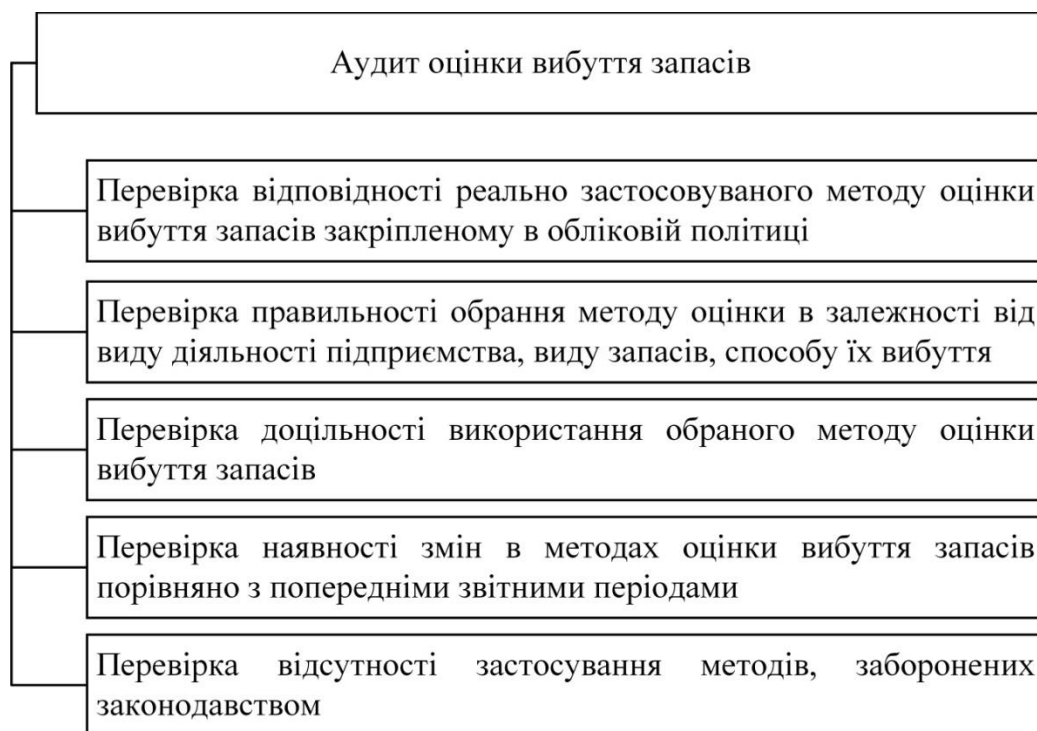 Аудит оцінки вибуття запасів
Перевірка відповідності реально застосовуваного методу оцінки
вибуття запасів закріпленому в обліковій політиці
Перевірка правильності обрання методу оцінки в залежності від
виду діяльності підприємства, виду запасів, способу їх вибуття
Перевірка доцільності використання обраного методу оцінки
вибуття запасів
Перевірка наявності змін в методах оцінки вибуття запасів
порівняно з попередніми звітними періодами
Перевірка відсутності застосування методів, заборонених
законодавством